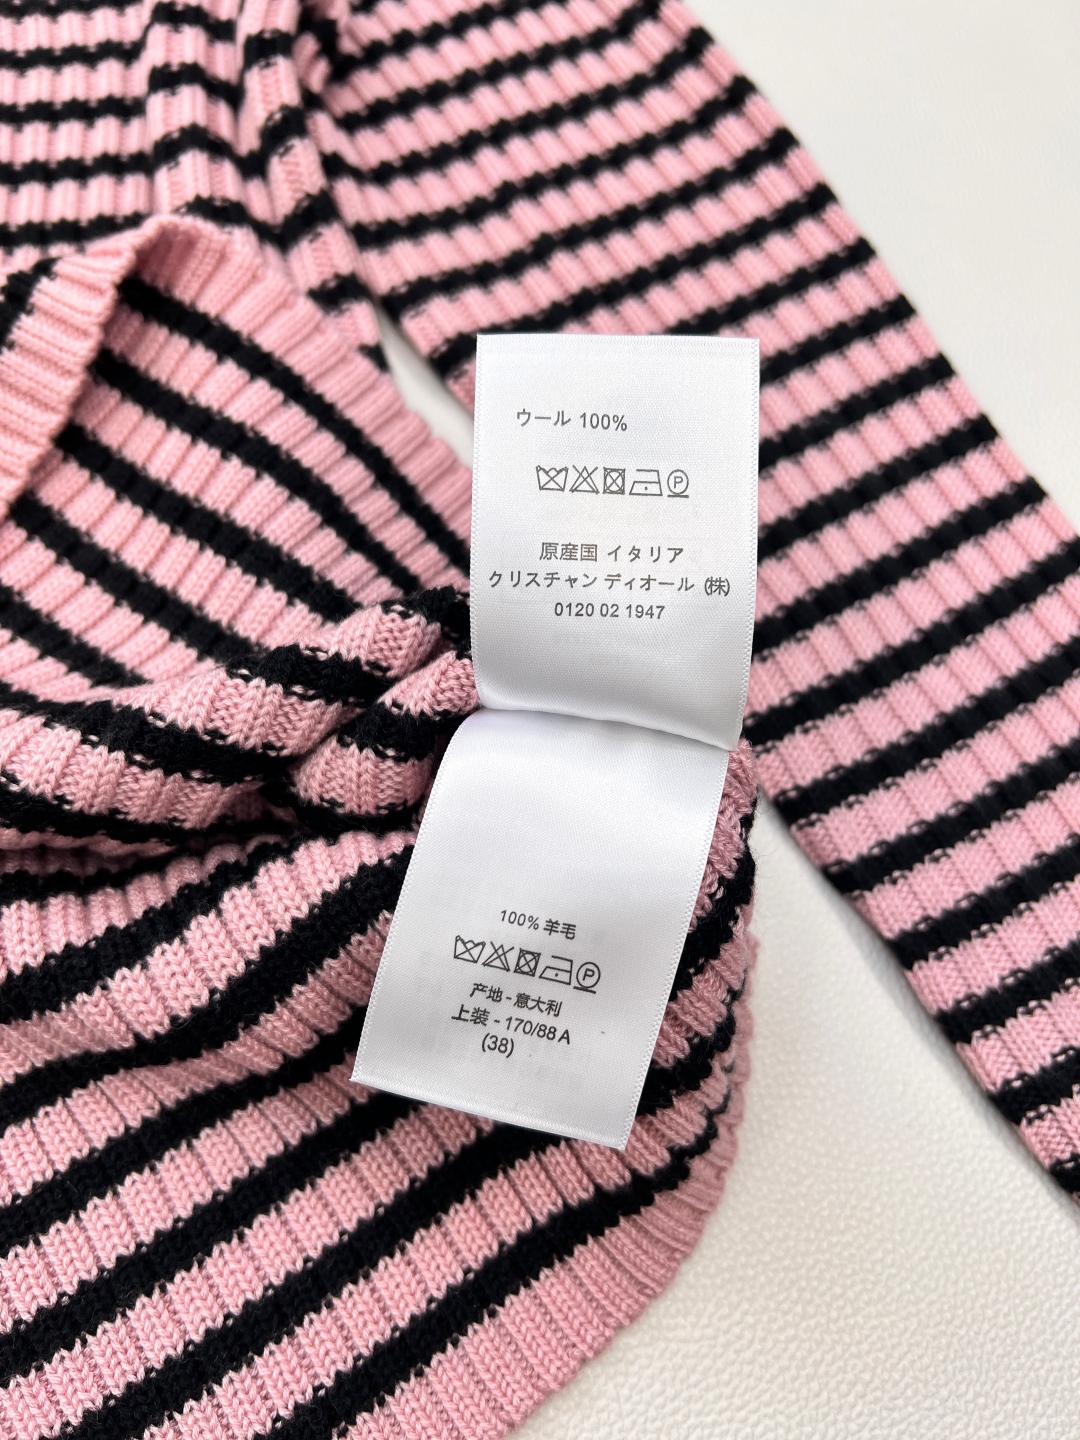 ウール 100%
P
原産国 イタリア
クリスチャン ディオール (株)
0120 02 1947
100% 羊毛
P
产地 - 意大利
上装 - 170/88 A
(38)